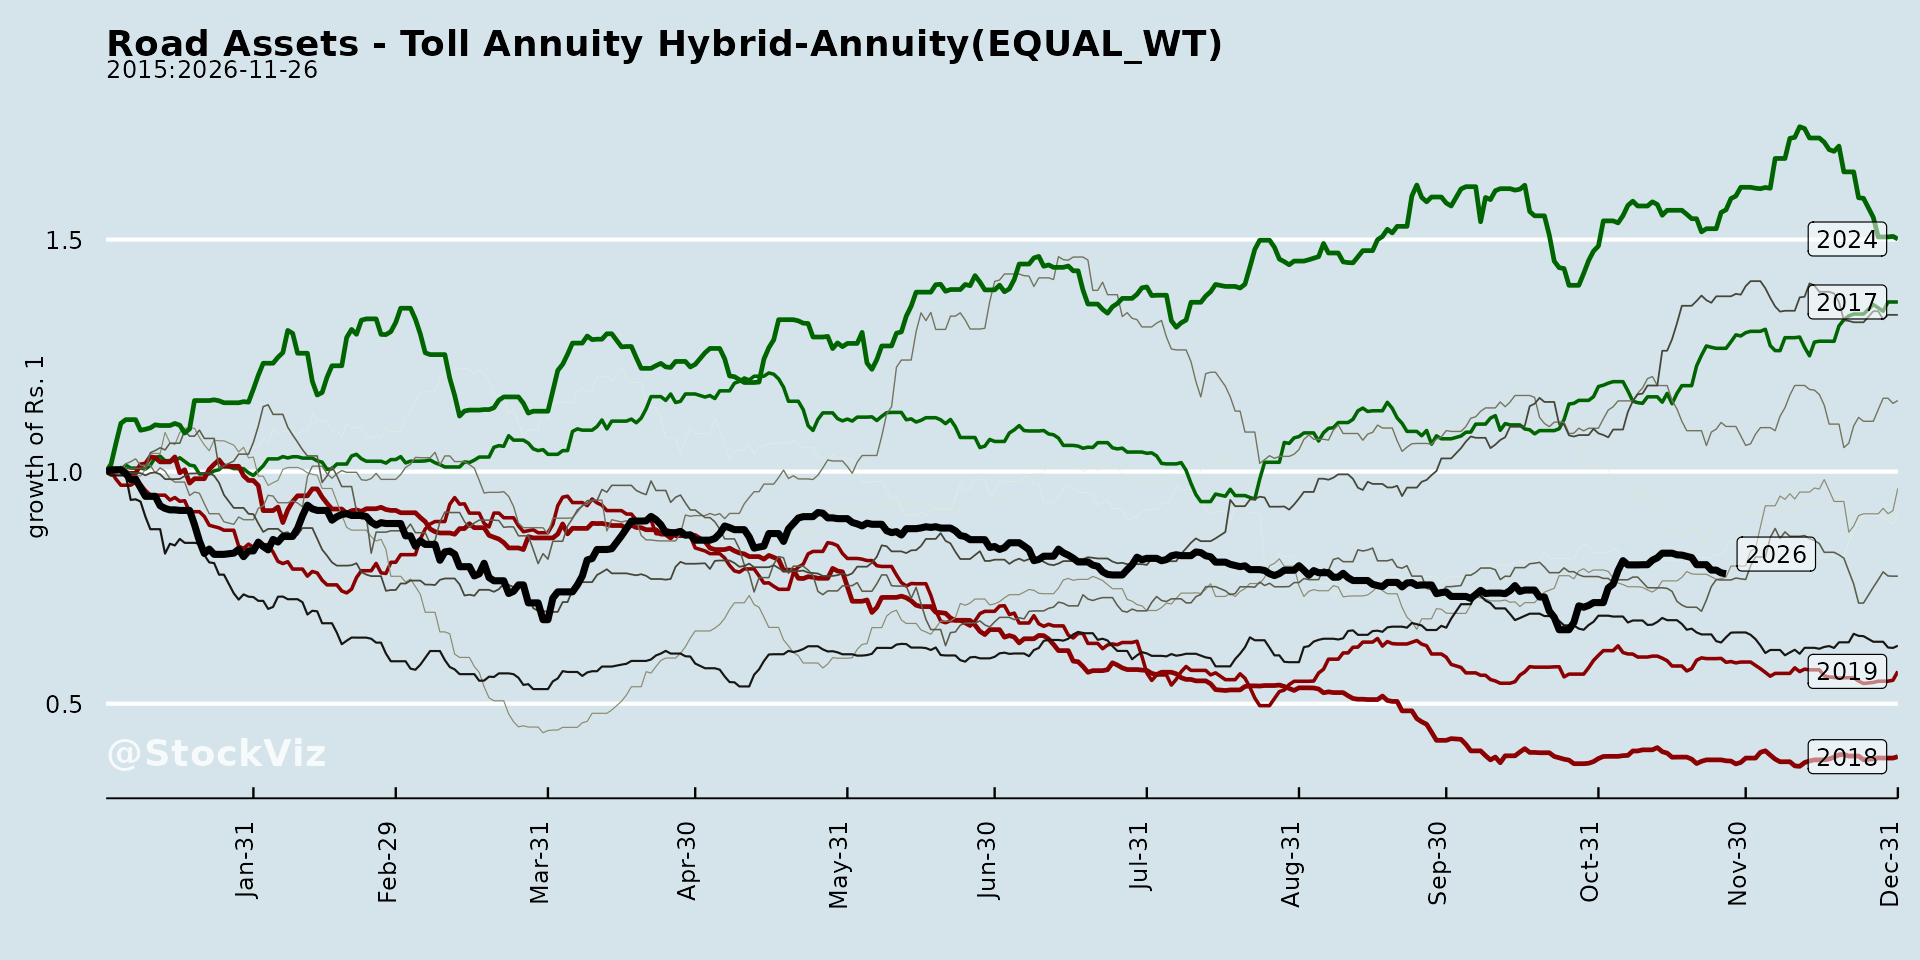 Road Assets - Toll Annuity Hybrid-Annuity(EQUAL_WT)
2015:2026-11-26
growth of Rs. 1
1.5
1.0
0.5
2024
2017
2026
2019
2018
@StockViz
Jan-31
Feb-29
Mar-31
Apr-30
May-31
Jun-30
Jul-31
Aug-31
Sep-30
Oct-31
Nov-30
Dec-31